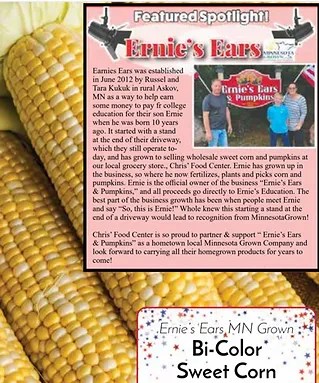 Featured Spotlight!
Ernie's Ears
MINNESOTA
GROWN
Earnies Ears was established
in June 2012 by Russel and
Tara Kukuk in rural Askov,
MN as a way to help earn
some money to pay fr college
education for their son Ernie
when he was born 10 years
ago. It started with a stand
at the end of their driveway,
which they still operate to-
day, and has grown to selling wholesale sweet corn and pumpkins at
our local grocery store., Chris' Food Center. Ernie has grown up in
the business, so where he now fertilizes, plants and picks corn and
pumpkins. Ernie is the official owner of the business "Ernie's Ears
& Pumpkins," and all proceeds go directly to Ernie's Education. The
best part of the business growth has been when people meet Ernie
and say "So, this is Ernie!" Whole knew this starting a stand at the
end of a driveway would lead to recognition from MinnesotaGrown!
Chris' Food Center is so proud to partner & support " Ernie's Ears
& Pumpkins" as a hometown local Minnesota Grown Company and
look forward to carrying all their homegrown products for years to
come!
Ernie's Ears
& Pumpkins
Ernie's Ears MN Grown
Bi-Color
Sweet Corn